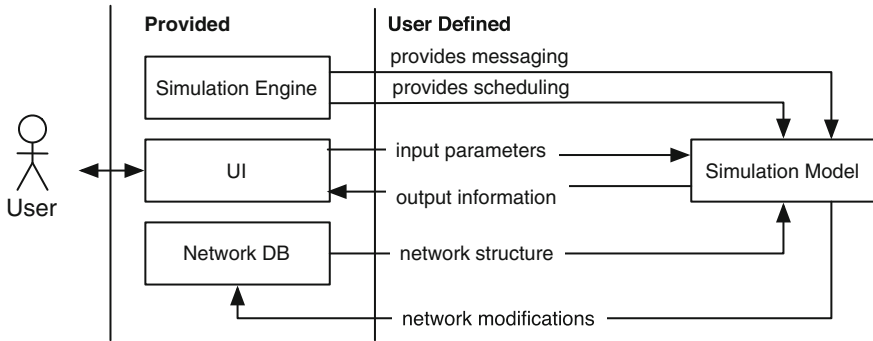 Provided
User Defined
provides messaging
Simulation Engine
provides scheduling
input parameters
UI
Simulation Model
output information
User
Network DB
network structure
network modifications